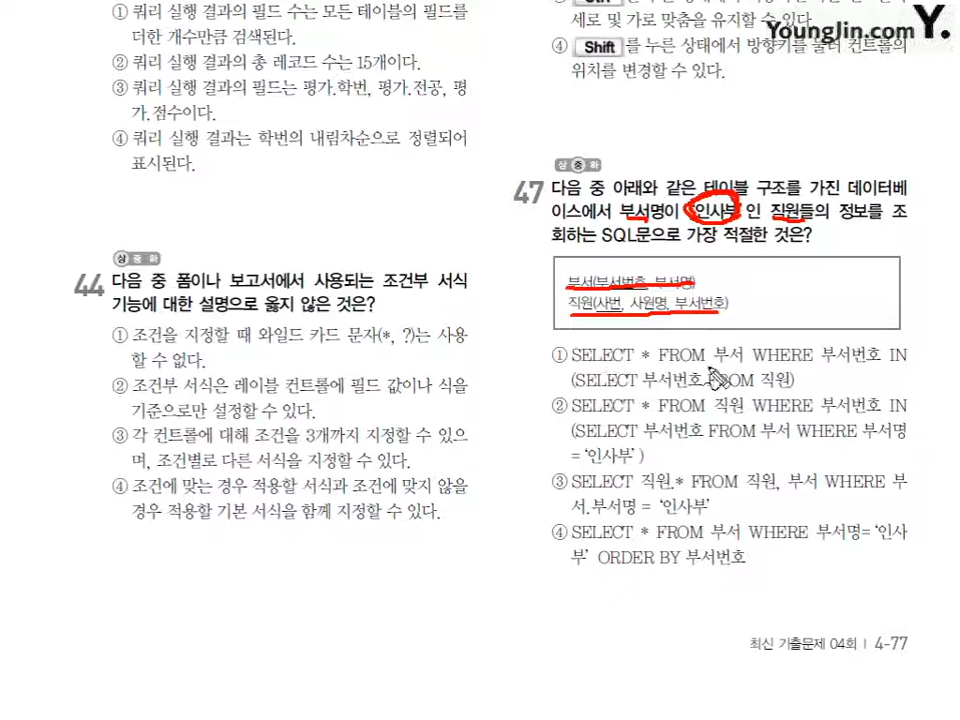 ① 쿼리 실행 결과의 필드 수는 모든 테이블의 필드를
더한 개수만큼 검색된다.
② 쿼리 실행 결과의 총 레코드 수는 15개이다.
③ 쿼리 실행 결과의 필드는 평가.학번, 평가.전공, 평
가.점수이다.
④ 쿼리 실행 결과는 학번의 내림차순으로 정렬되어
표시된다.
상 중 하
44 다음 중 폼이나 보고서에서 사용되는 조건부 서식
기능에 대한 설명으로 옳지 않은 것은?
① 조건을 지정할 때 와일드 카드 문자(*, ?)는 사용
할 수 없다.
② 조건부 서식은 레이블 컨트롤에 필드 값이나 식을
기준으로만 설정할 수 있다.
③ 각 컨트롤에 대해 조건을 3개까지 지정할 수 있으
며, 조건별로 다른 서식을 지정할 수 있다.
④ 조건에 맞는 경우 적용할 서식과 조건에 맞지 않을
경우 적용할 기본 서식을 함께 지정할 수 있다.
세로 및 가로 맞춤을 유지할 수 있다.
YoungJin.com Y.
④ Shift 를 누른 상태에서 방향키를 눌러 컨트롤의
위치를 변경할 수 있다.
상 중 하
47 다음 중 아래와 같은 테이블 구조를 가진 데이터베
이스에서 부서명이 '인사부'인 직원들의 정보를 조
회하는 SQL문으로 가장 적절한 것은?
부서(부서번호, 부서명)
직원(사번, 사원명, 부서번호)
① SELECT * FROM 부서 WHERE 부서번호 IN
(SELECT 부서번호 FROM 직원)
② SELECT * FROM 직원 WHERE 부서번호 IN
(SELECT 부서번호 FROM 부서 WHERE 부서명
=‘인사부’)
③ SELECT 직원.* FROM 직원, 부서 WHERE 부
서.부서명 = ‘인사부’
④ SELECT * FROM 부서 WHERE 부서명=‘인사
부’ ORDER BY 부서번호
최신 기출문제 04회 | 4-77